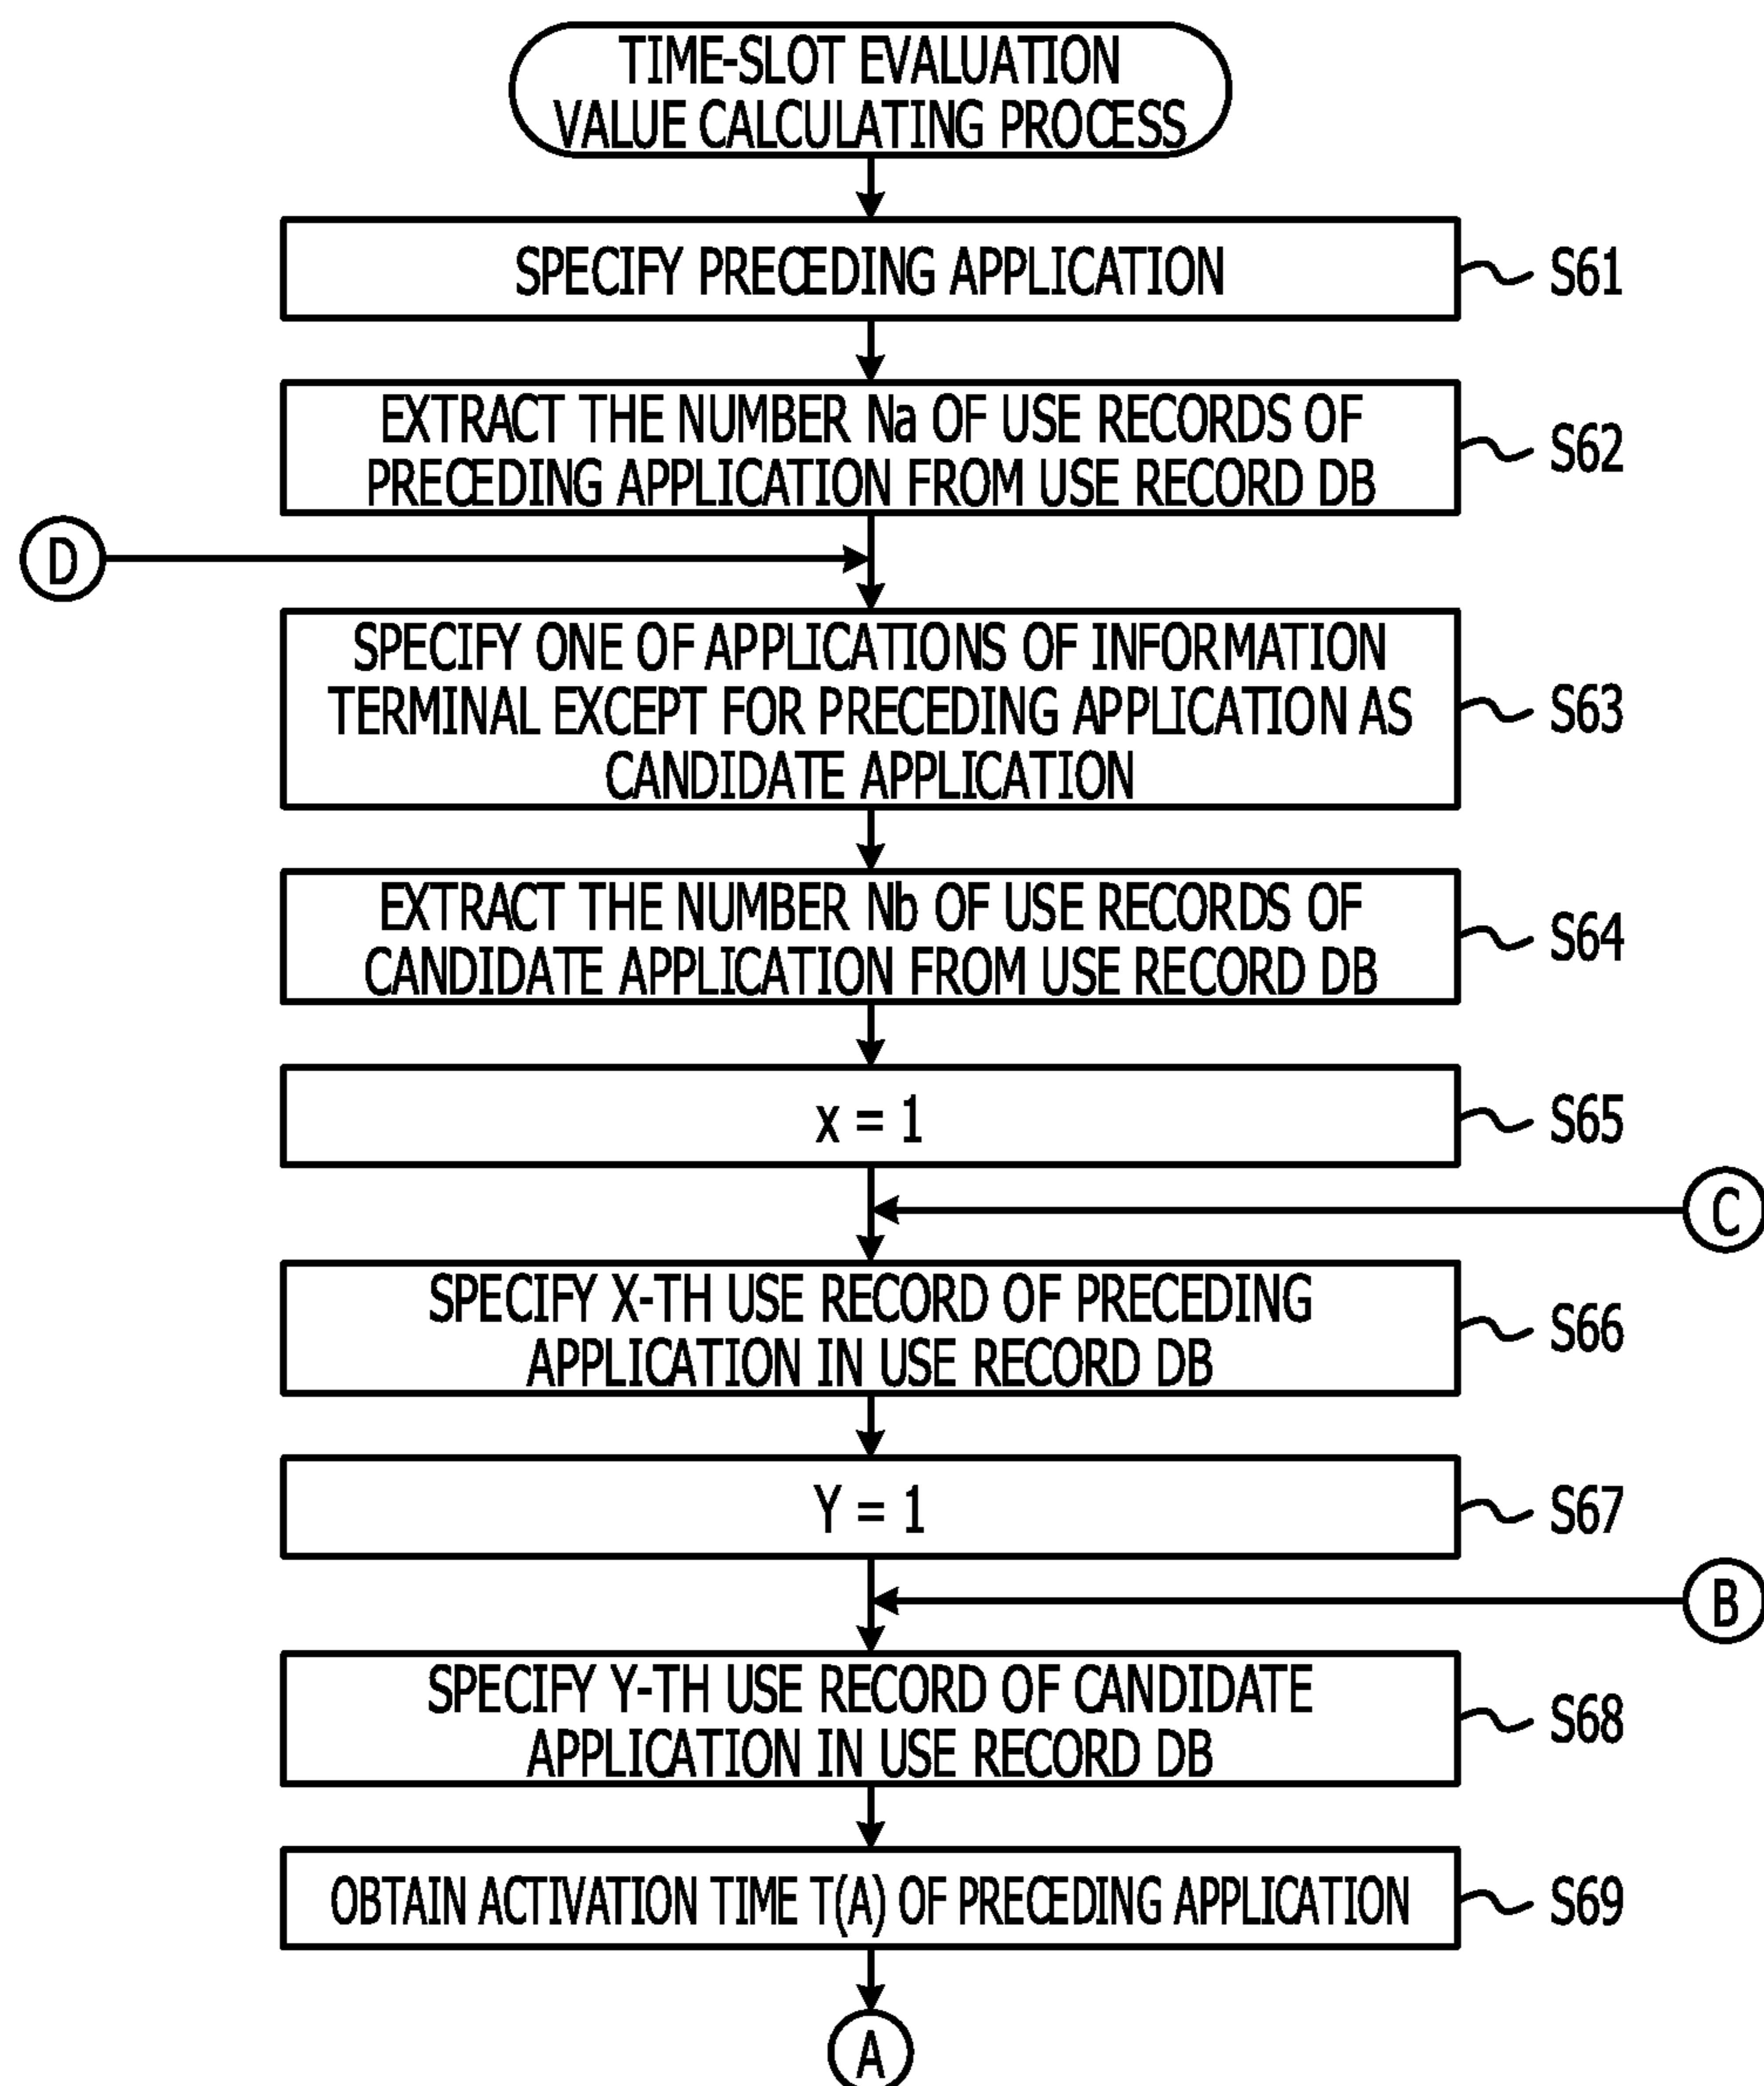 TIME-SLOT EVALUATION
VALUE CALCULATING PROCESS
SPECIFY PRECEDING APPLICATION
S61
EXTRACT THE NUMBER Na OF USE RECORDS OF
PRECEDING APPLICATION FROM USE RECORD DB
S62
D
SPECIFY ONE OF APPLICATIONS OF INFORMATION
TERMINAL EXCEPT FOR PRECEDING APPLICATION AS
CANDIDATE APPLICATION
S63
EXTRACT THE NUMBER Nb OF USE RECORDS OF
CANDIDATE APPLICATION FROM USE RECORD DB
S64
x = 1
S65
C
SPECIFY X-TH USE RECORD OF PRECEDING
APPLICATION IN USE RECORD DB
S66
Y = 1
S67
B
SPECIFY Y-TH USE RECORD OF CANDIDATE
APPLICATION IN USE RECORD DB
S68
OBTAIN ACTIVATION TIME T(A) OF PRECEDING APPLICATION
S69
A